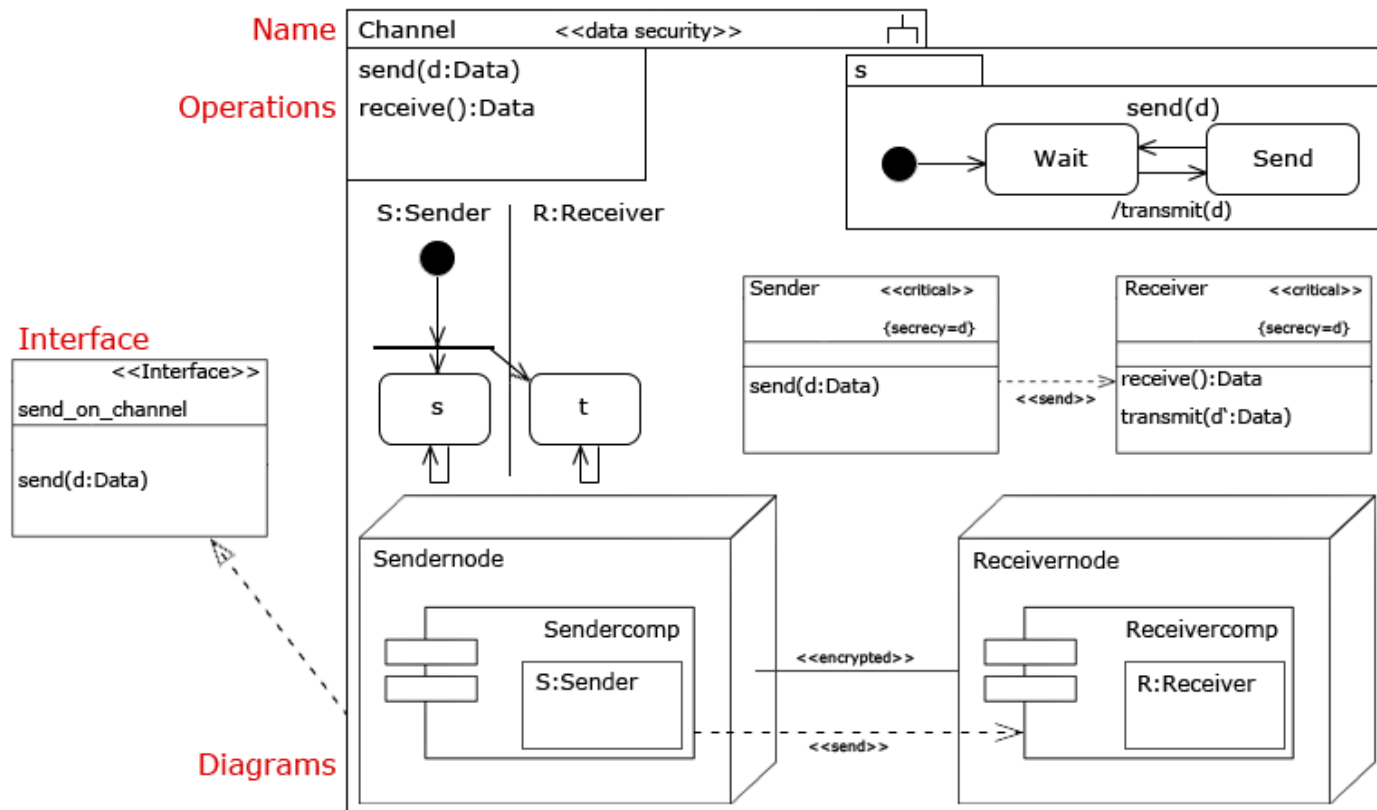 Name
Channel <<data security>>
Operations
send(d:Data)
receive():Data
s
send(d)
Wait
Send
/transmit(d)
S:Sender
R:Receiver
s
t
Sender <<critical>>
{secrecy=d}
send(d:Data)
<<send>>
Receiver <<critical>>
{secrecy=d}
receive():Data
transmit(d‘:Data)
Interface
<<Interface>>
send_on_channel
send(d:Data)
Diagrams
Sendernode
Sendercomp
S:Sender
<<encrypted>>
<<send>>
Receivernode
Receivercomp
R:Receiver